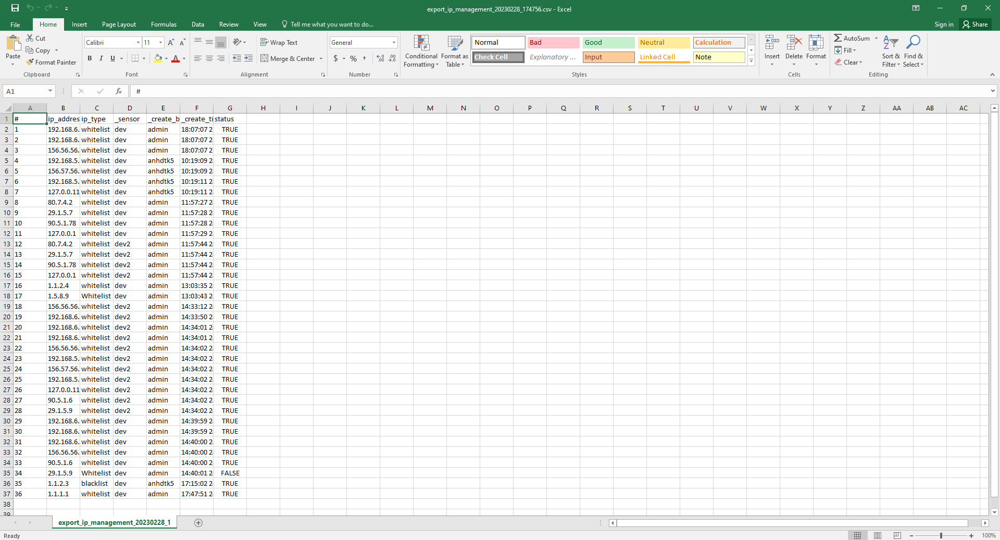 export_ip_management_20230228_174756.csv - Excel
File Home Insert Page Layout Formulas Data Review View Tell me what you want to do... Sign in Share
Paste Cut Copy Format Painter
Calibri 11
B I U A
Wrap Text
Merge & Center
General
$ % ,
Conditional Formatting Format as Table
Normal Bad Good Neutral Calculation
Check Cell Explanatory ... Input Linked Cell Note
Insert Delete Format
AutoSum
Fill
Clear
Sort & Filter Find & Select
Clipboard Font Alignment Number Styles Cells Editing
A1 fx #
A B C D E F G H I J K L M N O P Q R S T U V W X Y Z AA AB AC
1 # ip_addres ip_type _sensor _create_b _create_ti status
2 1 192.168.6. whitelist dev admin 18:07:07 2 TRUE
3 2 192.168.6. whitelist dev admin 18:07:07 2 TRUE
4 3 156.56.56. whitelist dev admin 18:07:07 2 TRUE
5 4 192.168.5. whitelist dev anhdtk5 10:19:09 2 TRUE
6 5 156.57.56. whitelist dev anhdtk5 10:19:09 2 TRUE
7 6 192.168.5. whitelist dev anhdtk5 10:19:11 2 TRUE
8 7 127.0.0.11 whitelist dev anhdtk5 10:19:11 2 TRUE
9 8 80.7.4.2 whitelist dev admin 11:57:27 2 TRUE
10 9 29.1.5.7 whitelist dev admin 11:57:28 2 TRUE
11 10 90.5.1.78 whitelist dev admin 11:57:28 2 TRUE
12 11 127.0.0.1 whitelist dev admin 11:57:29 2 TRUE
13 12 80.7.4.2 whitelist dev2 admin 11:57:44 2 TRUE
14 13 29.1.5.7 whitelist dev2 admin 11:57:44 2 TRUE
15 14 90.5.1.78 whitelist dev2 admin 11:57:44 2 TRUE
16 15 127.0.0.1 whitelist dev2 admin 11:57:44 2 TRUE
17 16 1.1.2.4 whitelist dev admin 13:03:35 2 TRUE
18 17 1.5.8.9 Whitelist dev admin 13:03:43 2 TRUE
19 18 156.56.56. whitelist dev2 admin 14:33:12 2 TRUE
20 19 192.168.6. whitelist dev2 admin 14:33:50 2 TRUE
21 20 192.168.6. whitelist dev2 admin 14:34:01 2 TRUE
22 21 192.168.6. whitelist dev2 admin 14:34:01 2 TRUE
23 22 156.56.56. whitelist dev2 admin 14:34:02 2 TRUE
24 23 192.168.5. whitelist dev2 admin 14:34:02 2 TRUE
25 24 156.57.56. whitelist dev2 admin 14:34:02 2 TRUE
26 25 192.168.5. whitelist dev2 admin 14:34:02 2 TRUE
27 26 127.0.0.11 whitelist dev2 admin 14:34:02 2 TRUE
28 27 90.5.1.6 whitelist dev2 admin 14:34:02 2 TRUE
29 28 29.1.5.9 whitelist dev2 admin 14:34:02 2 TRUE
30 29 192.168.6. whitelist dev admin 14:39:59 2 TRUE
31 30 192.168.6. whitelist dev admin 14:39:59 2 TRUE
32 31 192.168.6. whitelist dev admin 14:40:00 2 TRUE
33 32 156.56.56. whitelist dev admin 14:40:00 2 TRUE
34 33 90.5.1.6 whitelist dev admin 14:40:00 2 TRUE
35 34 29.1.5.9 Whitelist dev admin 14:40:01 2 FALSE
36 35 1.1.2.3 blacklist dev anhdtk5 17:15:02 2 TRUE
37 36 1.1.1.1 whitelist dev admin 17:47:51 2 TRUE
38
39
export_ip_management_20230228_1
Ready 100%